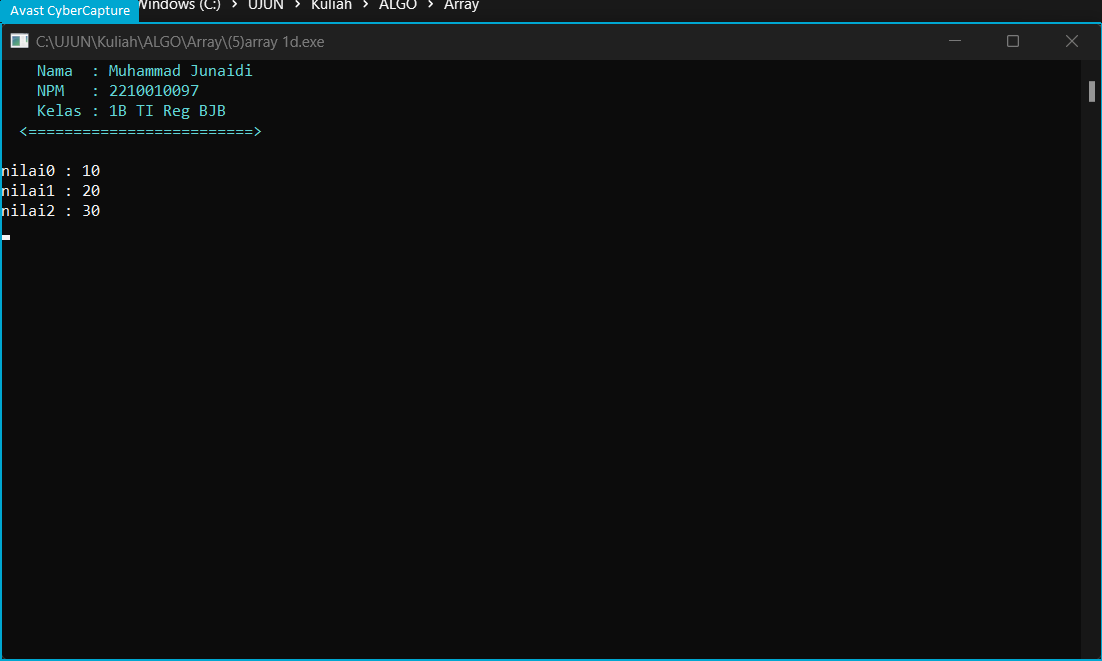 Avast CyberCapture
Windows (C:) > UJUN > Kuliah > ALGO > Array
C:\UJUN\Kuliah\ALGO\Array\(5)array 1d.exe
Nama : Muhammad Junaidi
NPM : 2210010097
Kelas : 1B TI Reg BJB
<=========================>
nilai0 : 10
nilai1 : 20
nilai2 : 30